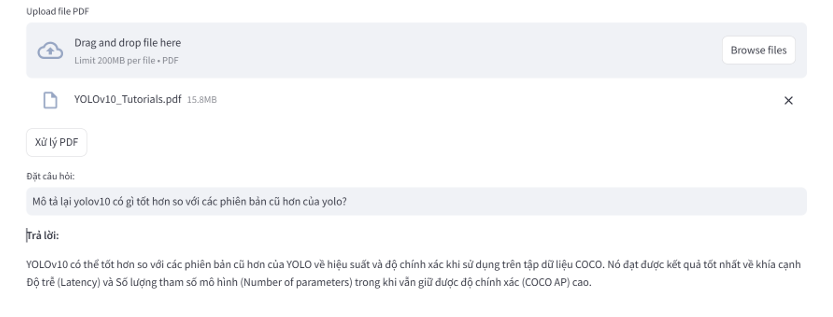 Upload file PDF
Drag and drop file here
Limit 200MB per file • PDF
Browse files
YOLOv10_Tutorials.pdf 15.8MB
Xử lý PDF
Đặt câu hỏi:
Mô tả lại yolov10 có gì tốt hơn so với các phiên bản cũ hơn của yolo?
Trả lời:
YOLOv10 có thể tốt hơn so với các phiên bản cũ hơn của YOLO về hiệu suất và độ chính xác khi sử dụng trên tập dữ liệu COCO. Nó đạt được kết quả tốt nhất về khía cạnh
Độ trễ (Latency) và Số lượng tham số mô hình (Number of parameters) trong khi vẫn giữ được độ chính xác (COCO AP) cao.